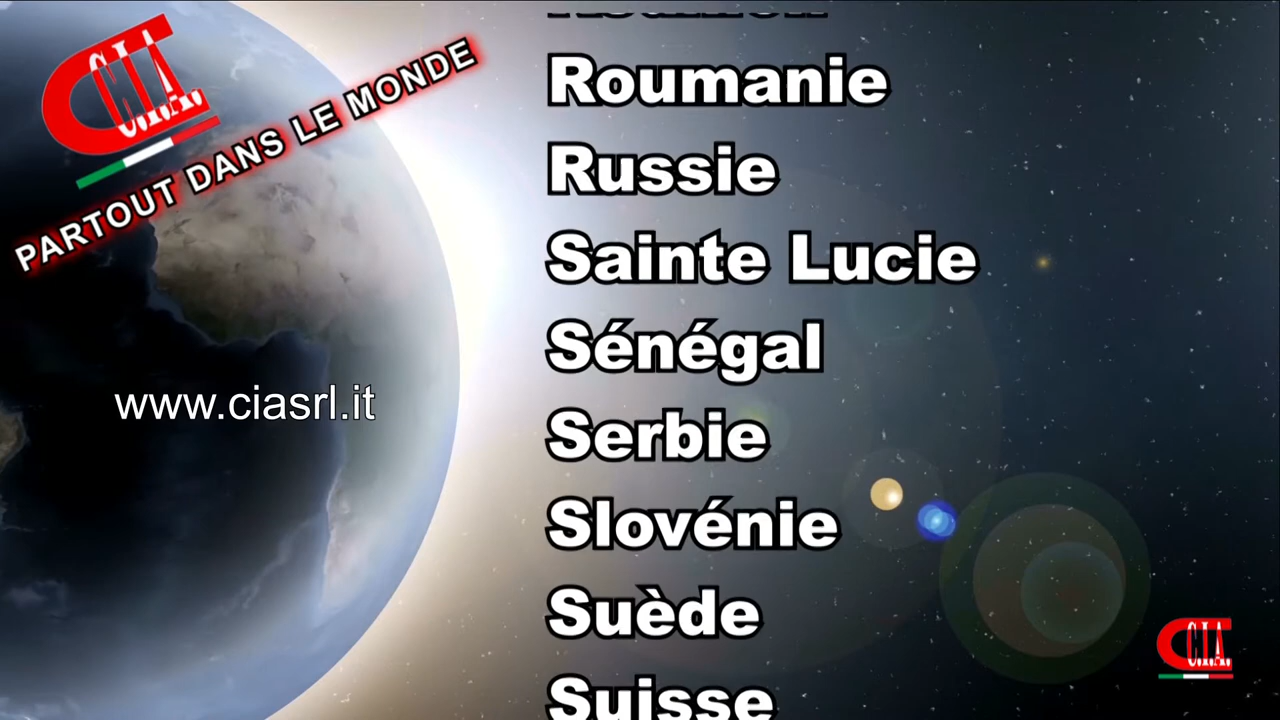 C.I.A.
PARTOUT DANS LE MONDE
www.ciasrl.it
Roumanie
Russie
Sainte Lucie
Sénégal
Serbie
Slovénie
Suède
Suisse
C.I.A.